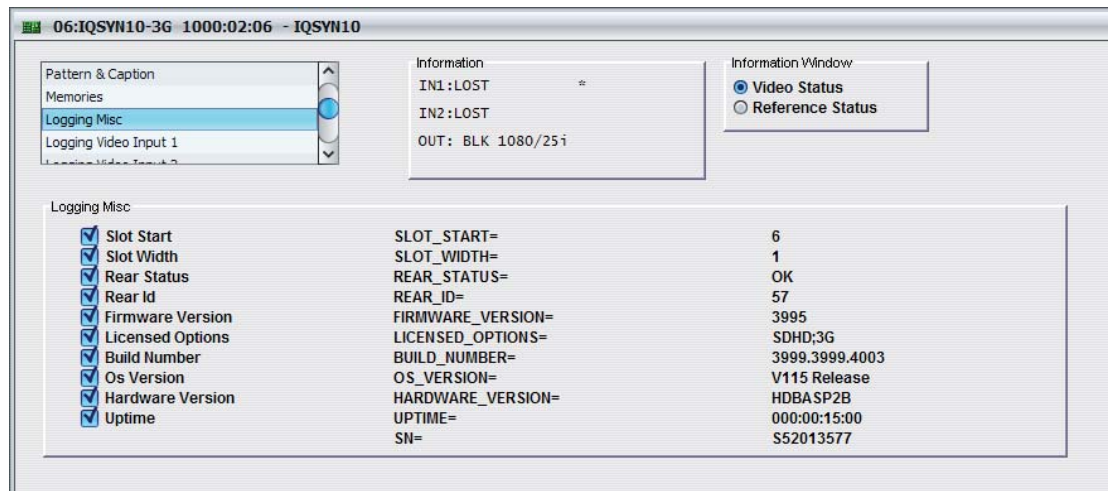 06:IQSYN10-3G 1000:02:06 - IQSYN10
Pattern & Caption
Memories
Logging Misc
Logging Video Input 1
Logging Video Input 2
Information
IN1:LOST *
IN2:LOST
OUT: BLK 1080/25i
Information Window
Video Status
Reference Status
Logging Misc
Slot Start SLOT_START= 6
Slot Width SLOT_WIDTH= 1
Rear Status REAR_STATUS= OK
Rear Id REAR_ID= 57
Firmware Version FIRMWARE_VERSION= 3995
Licensed Options LICENSED_OPTIONS= SDHD;3G
Build Number BUILD_NUMBER= 3999.3999.4003
Os Version OS_VERSION= V115 Release
Hardware Version HARDWARE_VERSION= HDBASP2B
Uptime UPTIME= 000:00:15:00
SN= S52013577